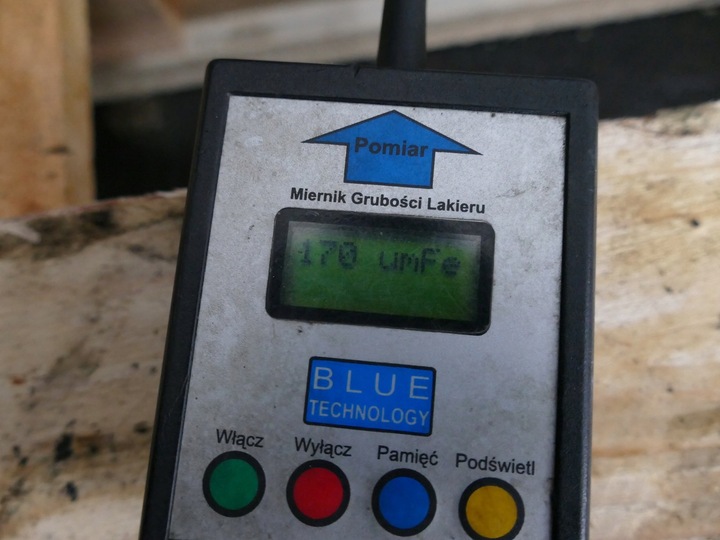 Pomiar
Miernik Grubości Lakieru
170 umFe
BLUE
TECHNOLOGY
Włącz Wyłącz Pamięć Podświetl